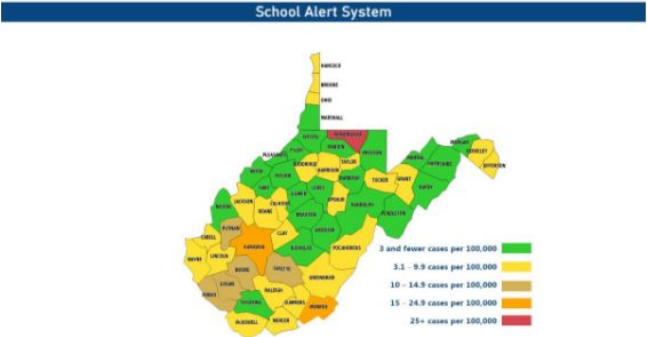 School Alert System
HANCOCK
BROOKE
OHIO
MARSHALL
WETZEL
MONONGALIA
MARION
PRESTON
PLEASANTS
TYLER
DODDRIDGE
HARRISON
TAYLOR
BARBOUR
TUCKER
GRANT
MINERAL
HAMPSHIRE
MORGAN
BERKELEY
JEFFERSON
HARDY
WOOD
RITCHIE
WIRT
GILMER
LEWIS
UPSHUR
RANDOLPH
PENDLETON
JACKSON
ROANE
CALHOUN
BRAXTON
WEBSTER
MASON
PUTNAM
CLAY
NICHOLAS
POCAHONTAS
CABELL
KANAWHA
WAYNE
LINCOLN
BOONE
FAYETTE
GREENBRIER
LOGAN
MINGO
RALEIGH
SUMMERS
MONROE
WYOMING
MCDOWELL
MERCER
3 and fewer cases per 100,000
3.1 - 9.9 cases per 100,000
10 - 14.9 cases per 100,000
15 - 24.9 cases per 100,000
25+ cases per 100,000